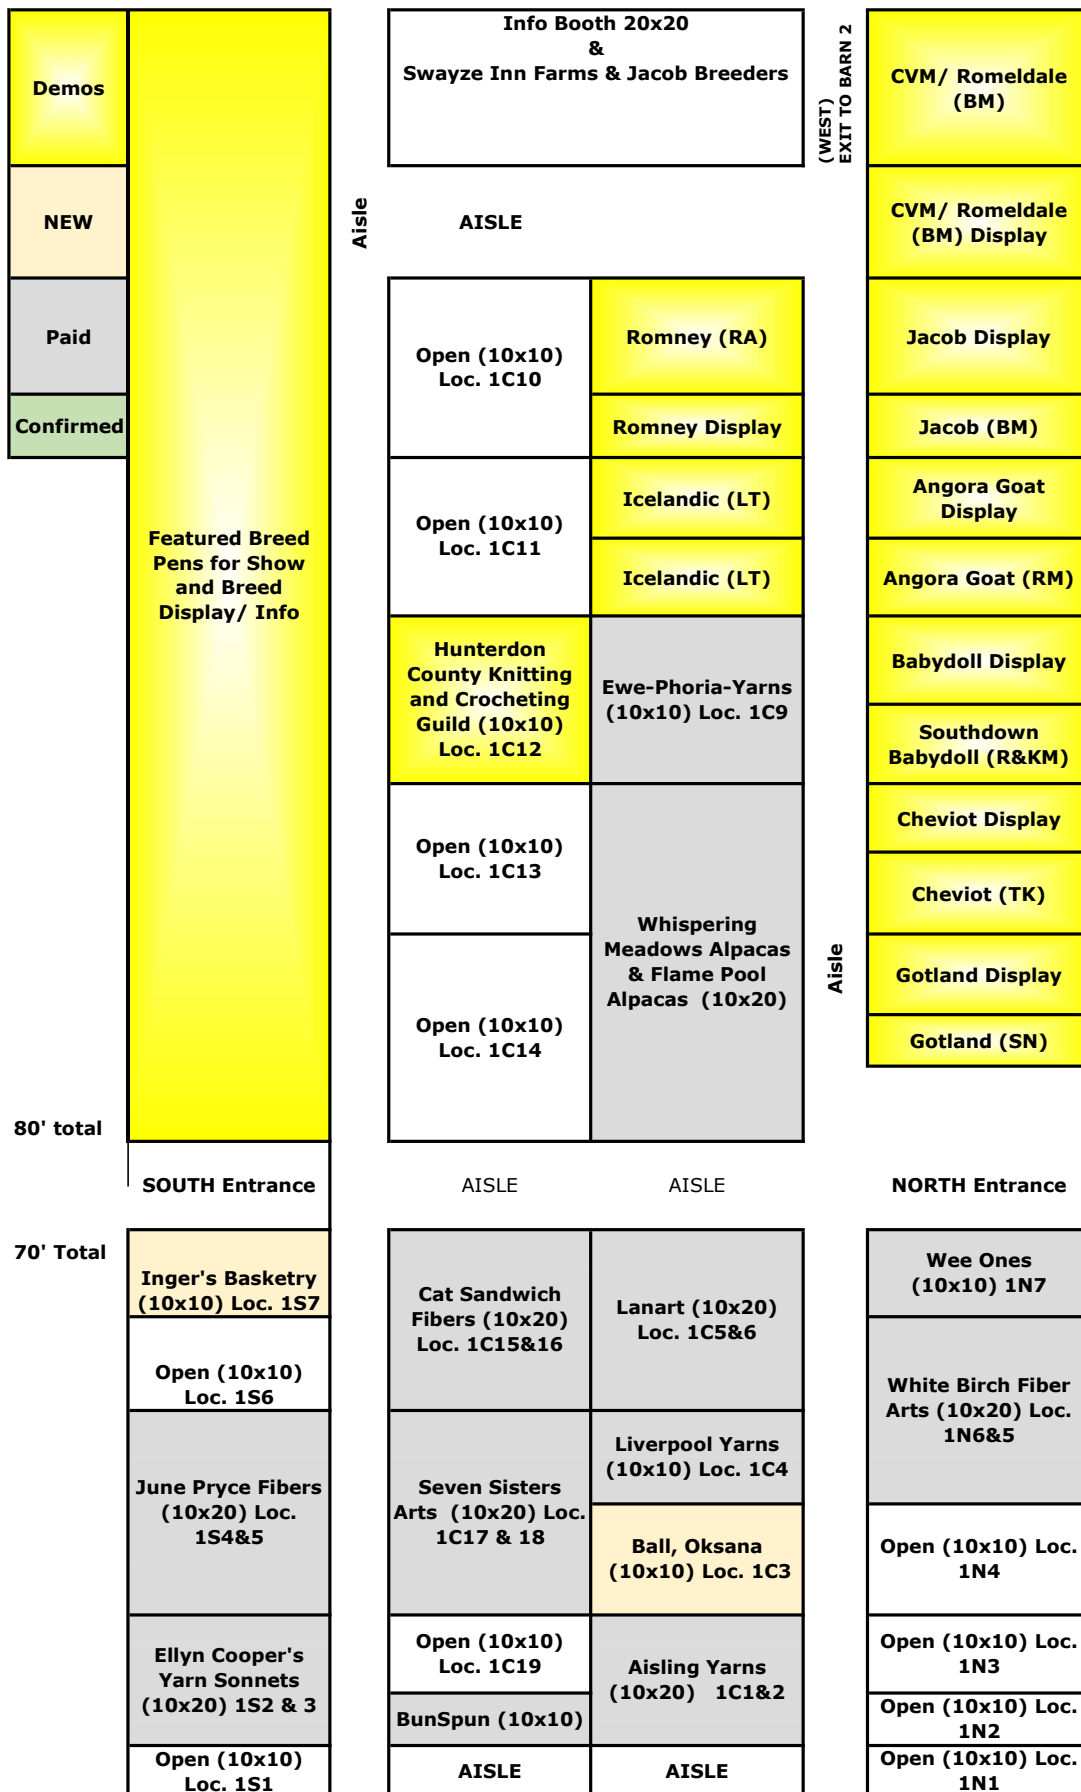 Demos
NEW
Paid
Confirmed
Featured Breed
Pens for Show
and Breed
Display/ Info
80' total
Aisle
Info Booth 20x20
&
Swayze Inn Farms & Jacob Breeders
AISLE
Open (10x10)
Loc. 1C10
Open (10x10)
Loc. 1C11
Hunterdon
County Knitting
and Crocheting
Guild (10x10)
Loc. 1C12
Open (10x10)
Loc. 1C13
Open (10x10)
Loc. 1C14
Romney (RA)
Romney Display
Icelandic (LT)
Icelandic (LT)
Ewe-Phoria-Yarns
(10x10) Loc. 1C9
Whispering
Meadows Alpacas
& Flame Pool
Alpacas (10x20)
(WEST)
EXIT TO BARN 2
Aisle
CVM/ Romeldale
(BM)
CVM/ Romeldale
(BM) Display
Jacob Display
Jacob (BM)
Angora Goat
Display
Angora Goat (RM)
Babydoll Display
Southdown
Babydoll (R&KM)
Cheviot Display
Cheviot (TK)
Gotland Display
Gotland (SN)
SOUTH Entrance
AISLE
AISLE
NORTH Entrance
70' Total
Inger's Basketry
(10x10) Loc. 1S7
Open (10x10)
Loc. 1S6
June Pryce Fibers
(10x20) Loc.
1S4&5
Ellyn Cooper's
Yarn Sonnets
(10x20) 1S2 & 3
Open (10x10)
Loc. 1S1
Cat Sandwich
Fibers (10x20)
Loc. 1C15&16
Seven Sisters
Arts (10x20) Loc.
1C17 & 18
Open (10x10)
Loc. 1C19
BunSpun (10x10)
AISLE
Lanart (10x20)
Loc. 1C5&6
Liverpool Yarns
(10x10) Loc. 1C4
Ball, Oksana
(10x10) Loc. 1C3
Aisling Yarns
(10x20) 1C1&2
AISLE
Wee Ones
(10x10) 1N7
White Birch Fiber
Arts (10x20) Loc.
1N6&5
Open (10x10) Loc.
1N4
Open (10x10) Loc.
1N3
Open (10x10) Loc.
1N2
Open (10x10) Loc.
1N1